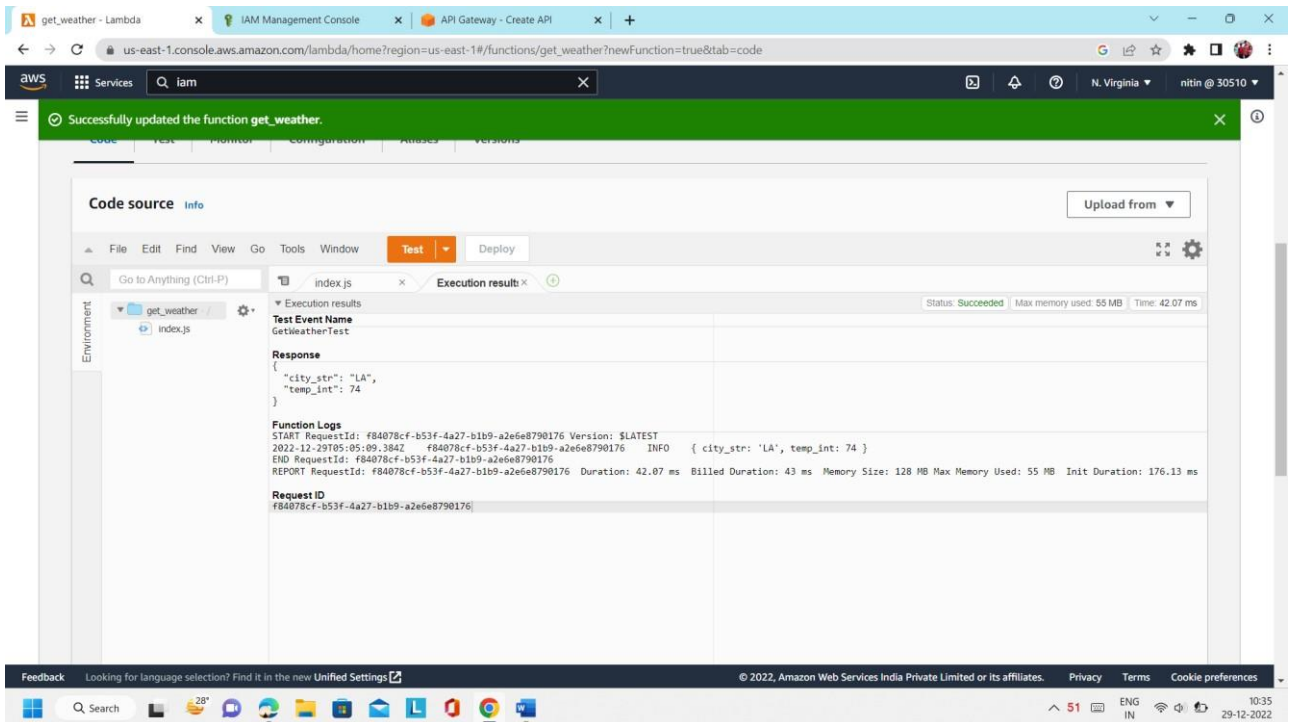 get_weather - Lambda
IAM Management Console
API Gateway - Create API
us-east-1.console.aws.amazon.com/lambda/home?region=us-east-1#/functions/get_weather?newFunction=true&tab=code
aws Services iam N. Virginia nitin @ 30510
Successfully updated the function get_weather.
Code Test Monitor Configuration Aliases Versions
Code source Info Upload from
File Edit Find View Go Tools Window Test Deploy
Go to Anything (Ctrl-P) index.js Execution results
Environment
get_weather /
index.js
Execution results Status: Succeeded Max memory used: 55 MB Time: 42.07 ms
Test Event Name
GetWeatherTest
Response
{
"city_str": "LA",
"temp_int": 74
}
Function Logs
START RequestId: f84078cf-b53f-4a27-b1b9-a2e6e8790176 Version: $LATEST
2022-12-29T05:05:09.384Z f84078cf-b53f-4a27-b1b9-a2e6e8790176 INFO { city_str: 'LA', temp_int: 74 }
END RequestId: f84078cf-b53f-4a27-b1b9-a2e6e8790176
REPORT RequestId: f84078cf-b53f-4a27-b1b9-a2e6e8790176 Duration: 42.07 ms Billed Duration: 43 ms Memory Size: 128 MB Max Memory Used: 55 MB Init Duration: 176.13 ms
Request ID
f84078cf-b53f-4a27-b1b9-a2e6e8790176
Feedback Looking for language selection? Find it in the new Unified Settings © 2022, Amazon Web Services India Private Limited or its affiliates. Privacy Terms Cookie preferences
Search 28° 51 ENG 10:35
IN 29-12-2022